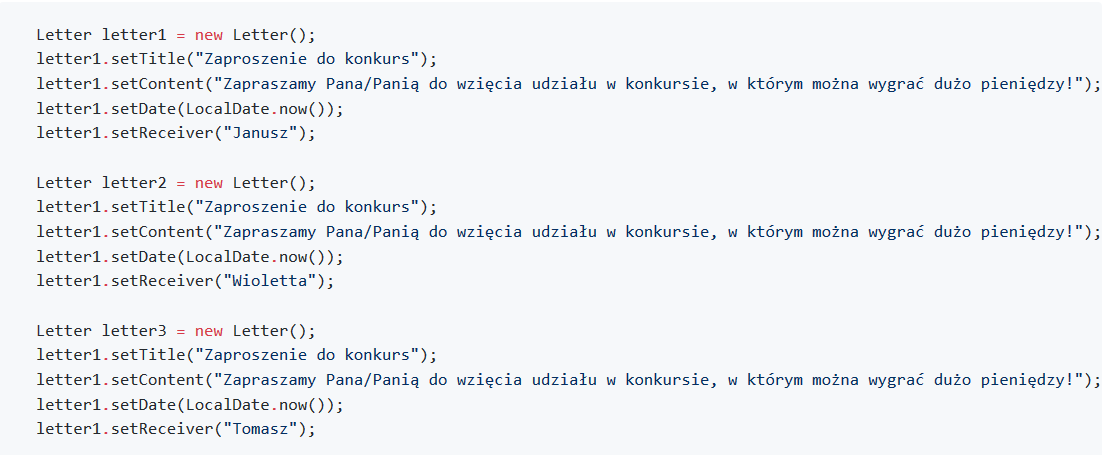 Letter letter1 = new Letter();
letter1.setTitle("Zaproszenie do konkurs");
letter1.setContent("Zapraszamy Pana/Panią do wzięcia udziału w konkursie, w którym można wygrać dużo pieniędzy!");
letter1.setDate(LocalDate.now());
letter1.setReceiver("Janusz");

Letter letter2 = new Letter();
letter1.setTitle("Zaproszenie do konkurs");
letter1.setContent("Zapraszamy Pana/Panią do wzięcia udziału w konkursie, w którym można wygrać dużo pieniędzy!");
letter1.setDate(LocalDate.now());
letter1.setReceiver("Wioletta");

Letter letter3 = new Letter();
letter1.setTitle("Zaproszenie do konkurs");
letter1.setContent("Zapraszamy Pana/Panią do wzięcia udziału w konkursie, w którym można wygrać dużo pieniędzy!");
letter1.setDate(LocalDate.now());
letter1.setReceiver("Tomasz");